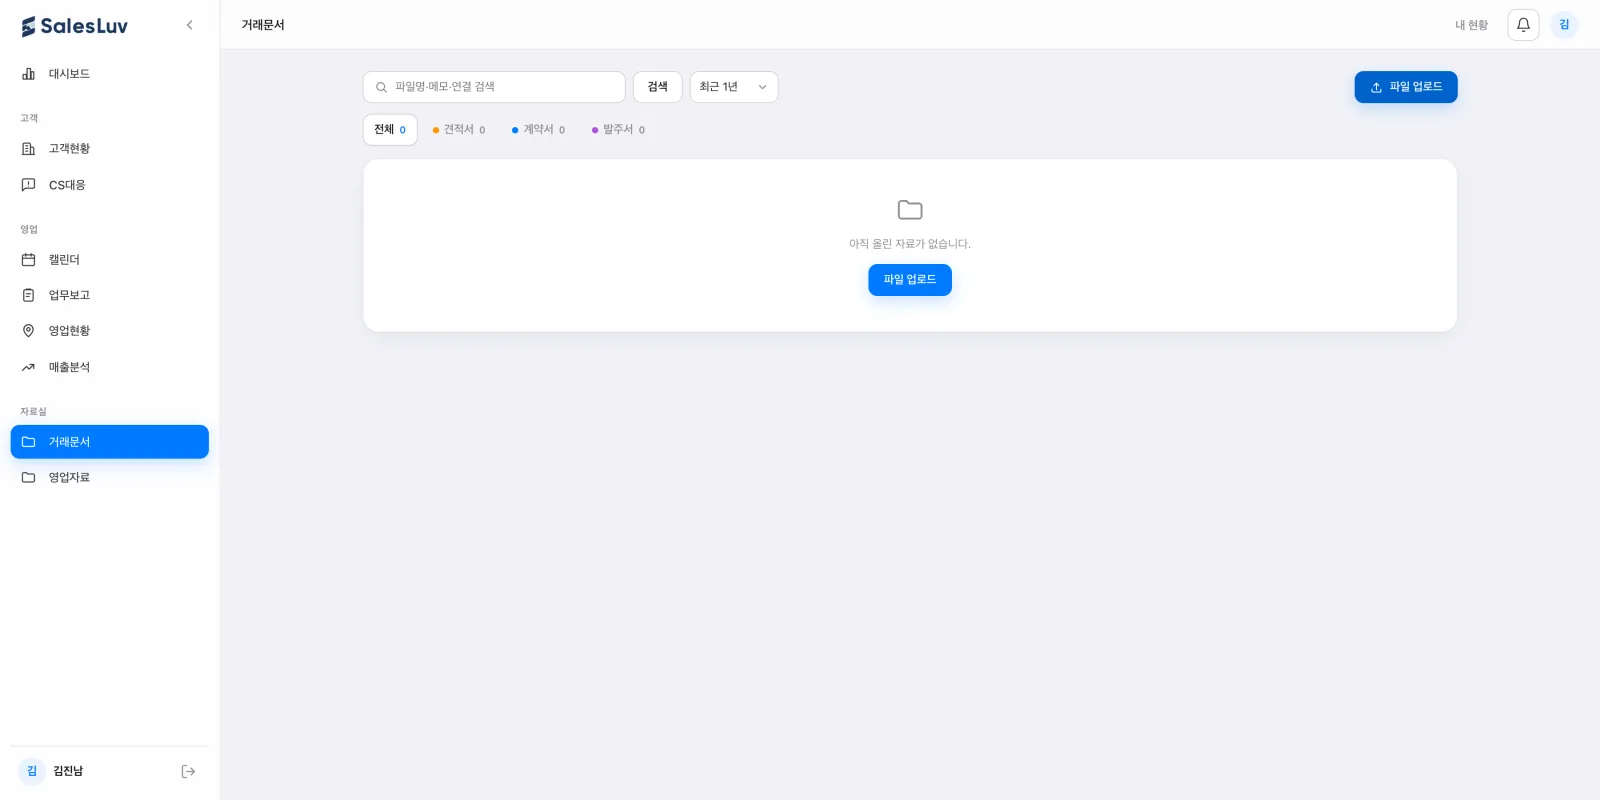 SalesLuv
거래문서
내 현황
김
대시보드
고객
고객현황
CS대응
영업
캘린더
업무보고
영업현황
매출분석
자료실
거래문서
영업자료
김
김진남
파일명·메모·연결 검색
검색
최근 1년
파일 업로드
전체 0
견적서 0
계약서 0
발주서 0
아직 올린 자료가 없습니다.
파일 업로드